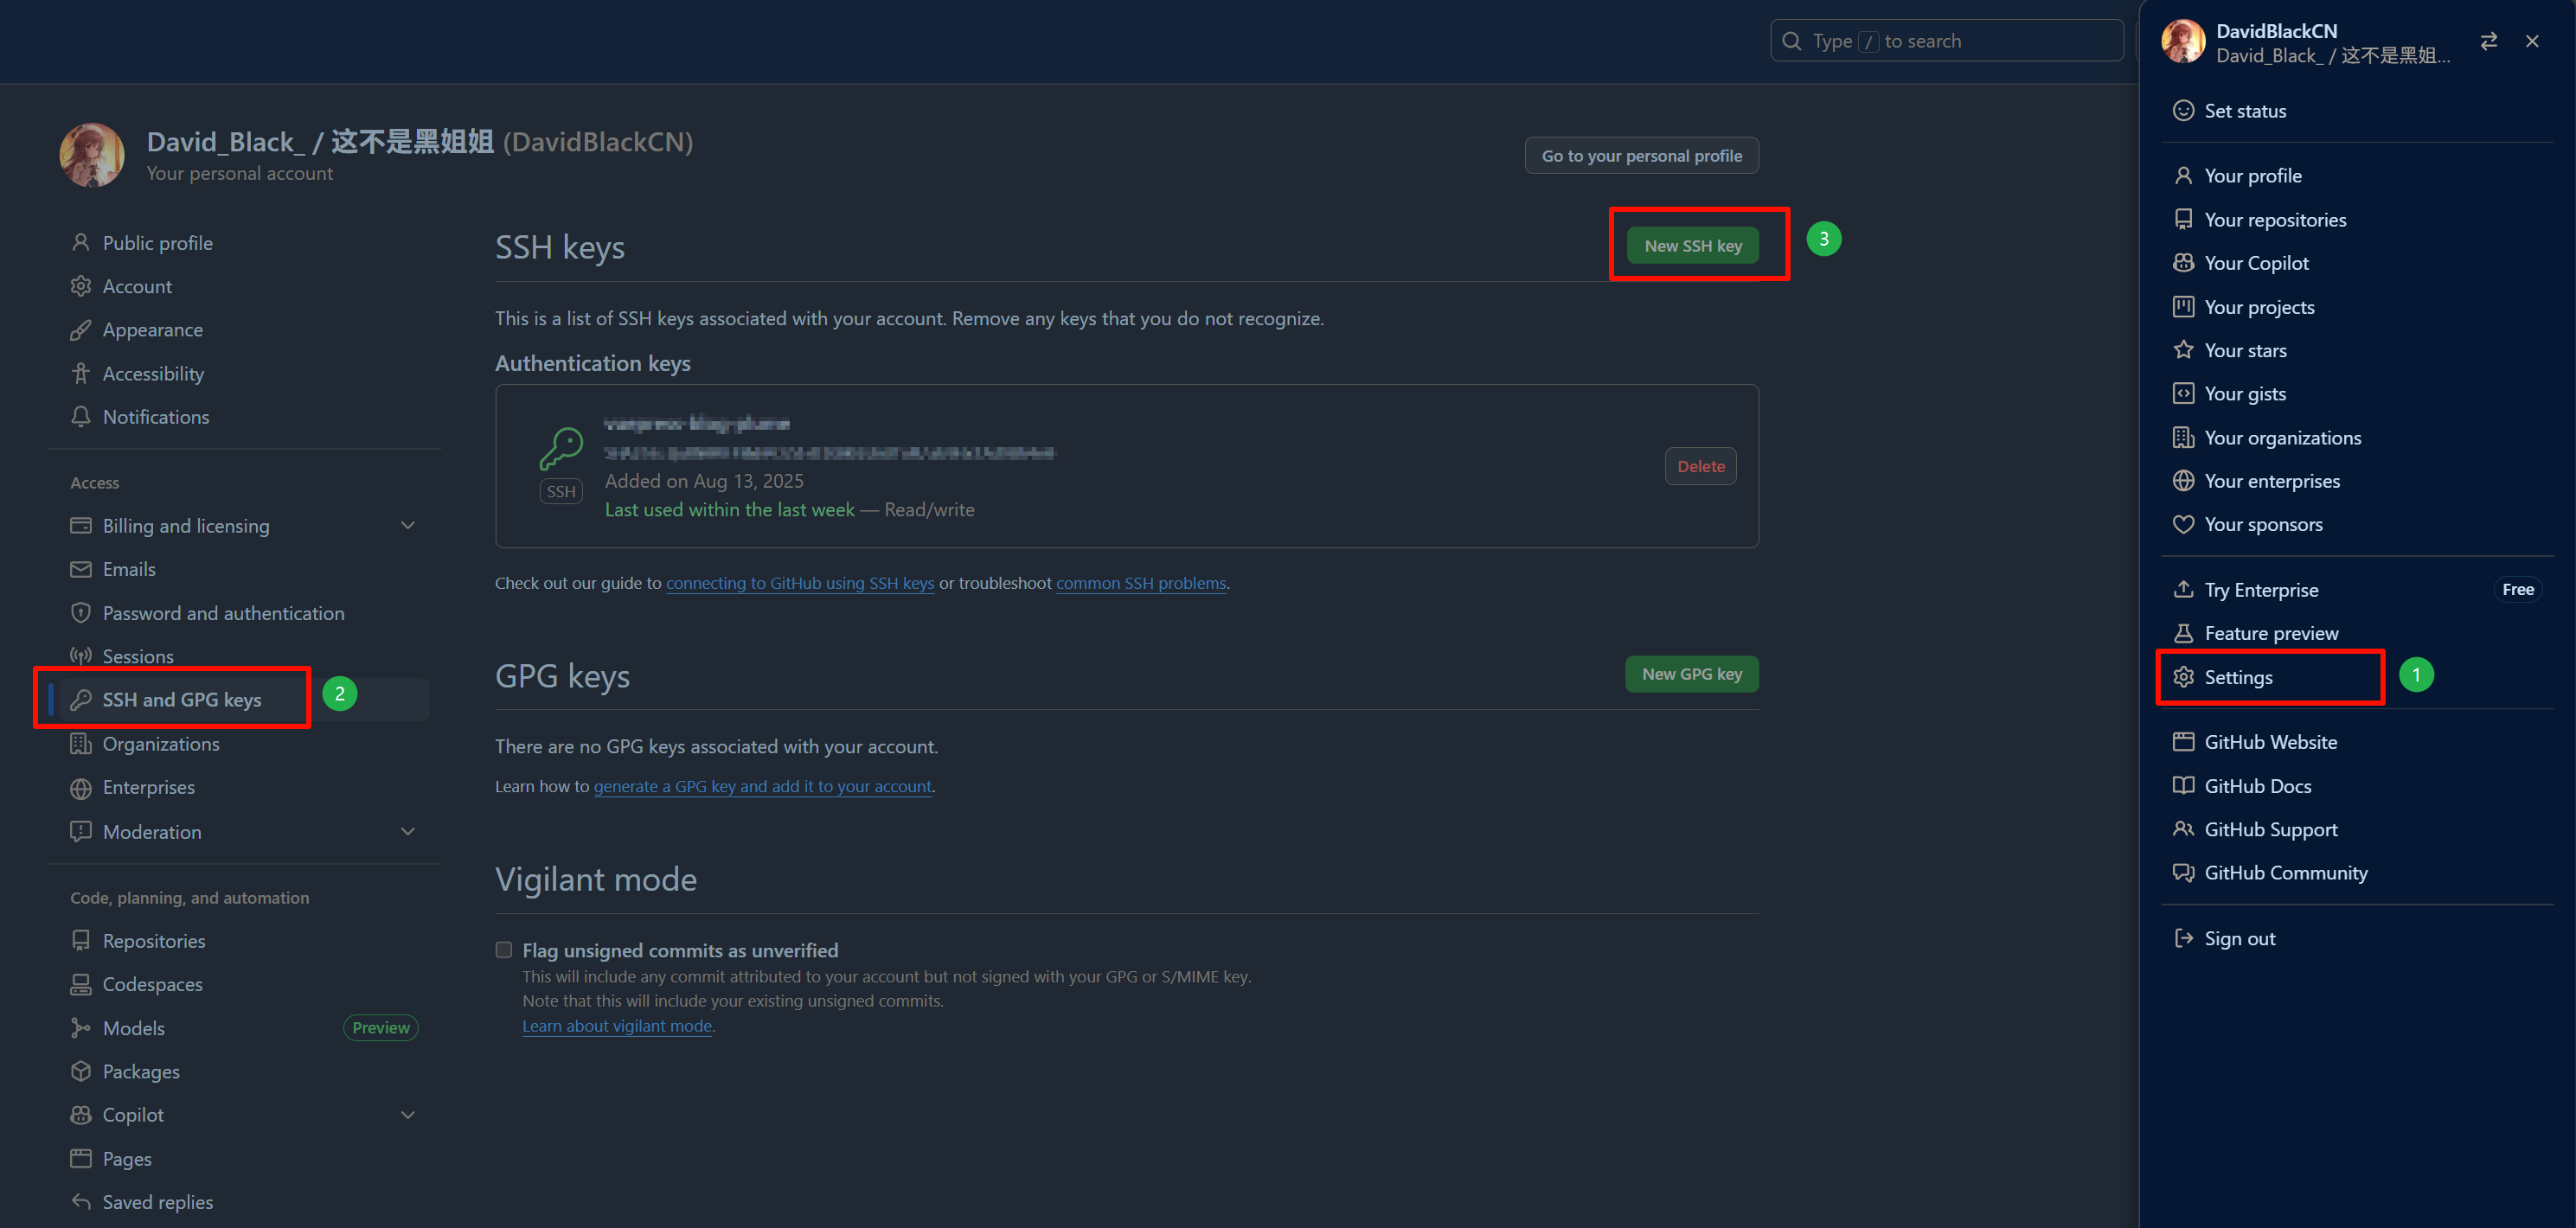 Type / to search
David_Black_ / 这不是黑姐姐 (DavidBlackCN)
Your personal account
Go to your personal profile
Public profile
Account
Appearance
Accessibility
Notifications
Access
Billing and licensing
Emails
Password and authentication
Sessions
SSH and GPG keys
2
Organizations
Enterprises
Moderation
Code, planning, and automation
Repositories
Codespaces
Models Preview
Packages
Copilot
Pages
Saved replies
SSH keys
New SSH key
3
This is a list of SSH keys associated with your account. Remove any keys that you do not recognize.
Authentication keys
SSH
Added on Aug 13, 2025
Last used within the last week — Read/write
Delete
Check out our guide to connecting to GitHub using SSH keys or troubleshoot common SSH problems.
GPG keys
New GPG key
There are no GPG keys associated with your account.
Learn how to generate a GPG key and add it to your account.
Vigilant mode
Flag unsigned commits as unverified
This will include any commit attributed to your account but not signed with your GPG or S/MIME key.
Note that this will include your existing unsigned commits.
Learn about vigilant mode.
DavidBlackCN
David_Black_ / 这不是黑姐...
Set status
Your profile
Your repositories
Your Copilot
Your projects
Your stars
Your gists
Your organizations
Your enterprises
Your sponsors
Try Enterprise Free
Feature preview
Settings
1
GitHub Website
GitHub Docs
GitHub Support
GitHub Community
Sign out